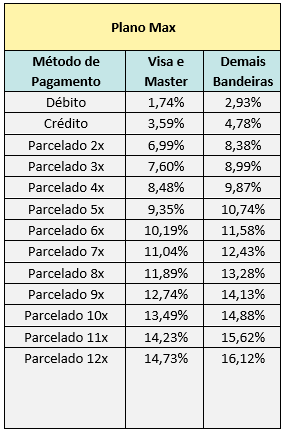 Plano Max
Método de Pagamento Visa e Master Demais Bandeiras
Débito 1,74% 2,93%
Crédito 3,59% 4,78%
Parcelado 2x 6,99% 8,38%
Parcelado 3x 7,60% 8,99%
Parcelado 4x 8,48% 9,87%
Parcelado 5x 9,35% 10,74%
Parcelado 6x 10,19% 11,58%
Parcelado 7x 11,04% 12,43%
Parcelado 8x 11,89% 13,28%
Parcelado 9x 12,74% 14,13%
Parcelado 10x 13,49% 14,88%
Parcelado 11x 14,23% 15,62%
Parcelado 12x 14,73% 16,12%